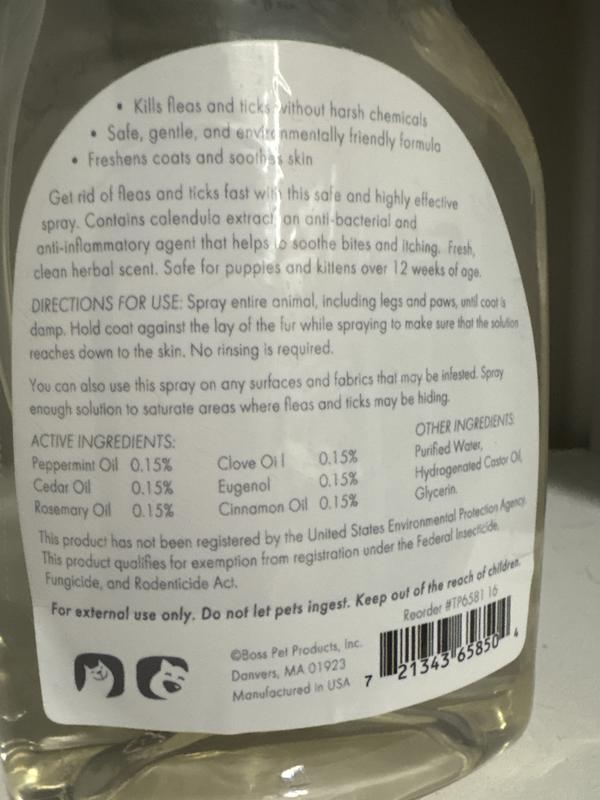 • Kills fleas and ticks without harsh chemicals
• Safe, gentle, and environmentally friendly formula
• Freshens coats and soothes skin
Get rid of fleas and ticks fast with this safe and highly effective
spray. Contains calendula extract an anti-bacterial and
anti-inflammatory agent that helps to soothe bites and itching. Fresh,
clean herbal scent. Safe for puppies and kittens over 12 weeks of age.
DIRECTIONS FOR USE: Spray entire animal, including legs and paws, until coat is
damp. Hold coat against the lay of the fur while spraying to make sure that the solution
reaches down to the skin. No rinsing is required.
You can also use this spray on any surfaces and fabrics that may be infested. Spray
enough solution to saturate areas where fleas and ticks may be hiding.
ACTIVE INGREDIENTS:
Peppermint Oil 0.15% Clove Oil 0.15%
Cedar Oil 0.15% Eugenol 0.15%
Rosemary Oil 0.15% Cinnamon Oil 0.15%
OTHER INGREDIENTS:
Purified Water,
Hydrogenated Castor Oil,
Glycerin.
This product has not been registered by the United States Environmental Protection Agency.
This product qualifies for exemption from registration under the Federal Insecticide,
Fungicide, and Rodenticide Act.
For external use only. Do not let pets ingest. Keep out of the reach of children.
Reorder #TP6581 16
©Boss Pet Products, Inc.
Danvers, MA 01923
Manufactured in USA
7 21343 65850 4